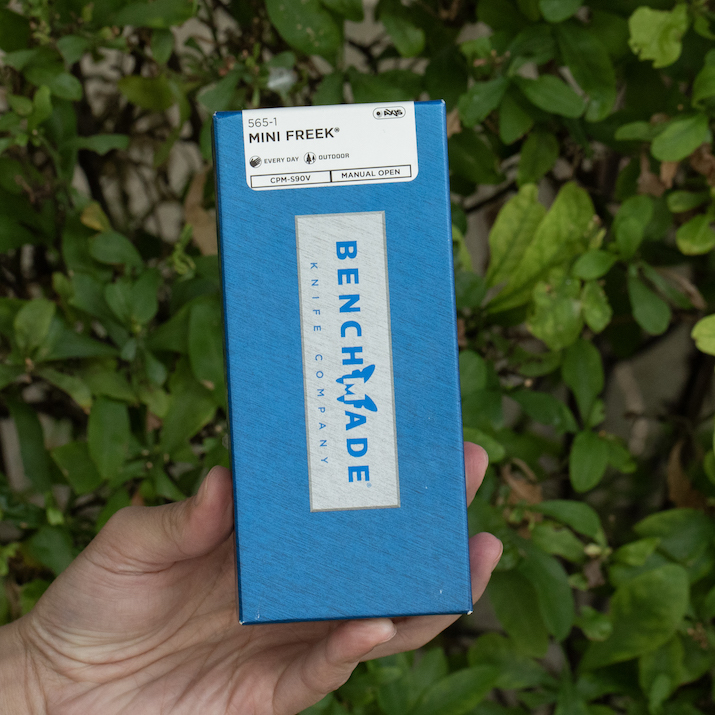 565-1
AXIS
MINI FREEK®
EVERY DAY OUTDOOR
CPM-S90V MANUAL OPEN
BENCHMADE®
KNIFE COMPANY